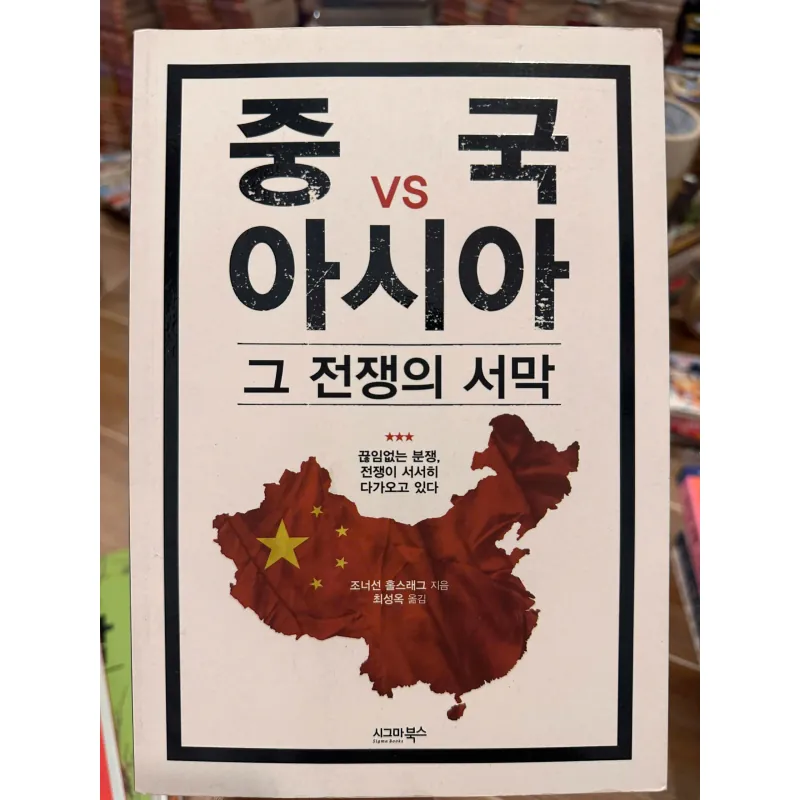 중국
vs
아시아
그 전쟁의 서막
끊임없는 분쟁,
전쟁이 서서히
다가오고 있다
조너선 홀스래그 지음
최성옥 옮김
시그마북스
Sigma Books